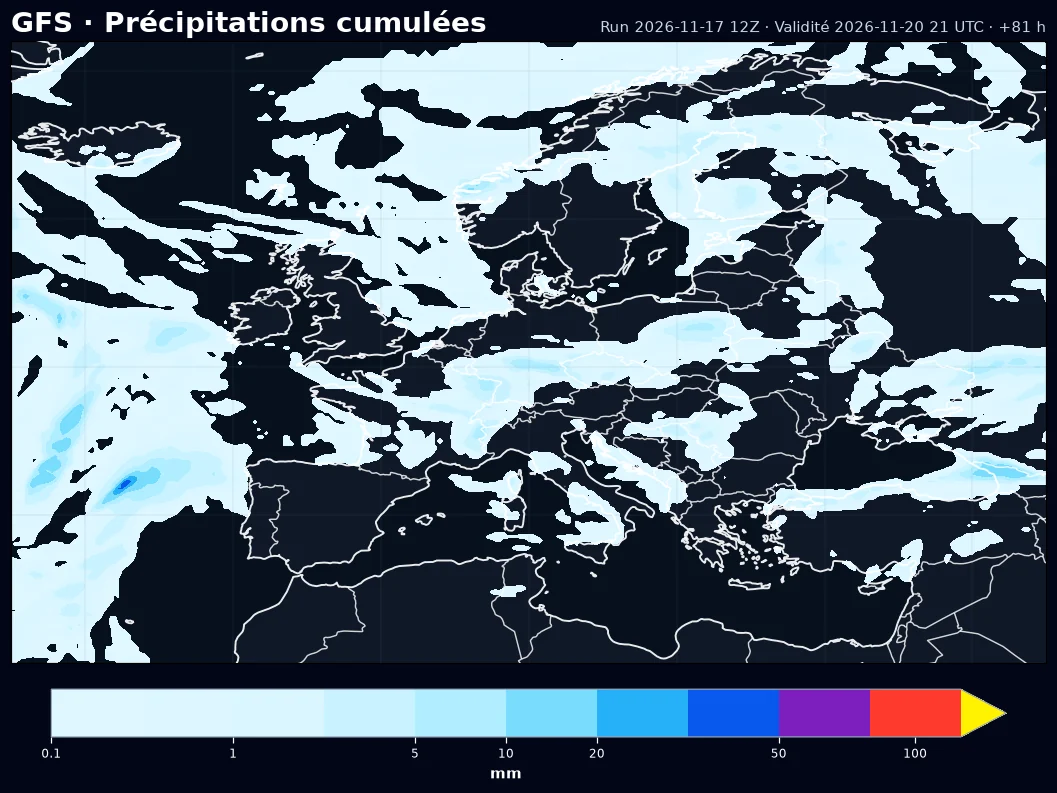 GFS · Précipitations cumulées
Run 2026-11-17 12Z · Validité 2026-11-20 21 UTC · +81 h
0.1 1 5 10 20 50 100
mm